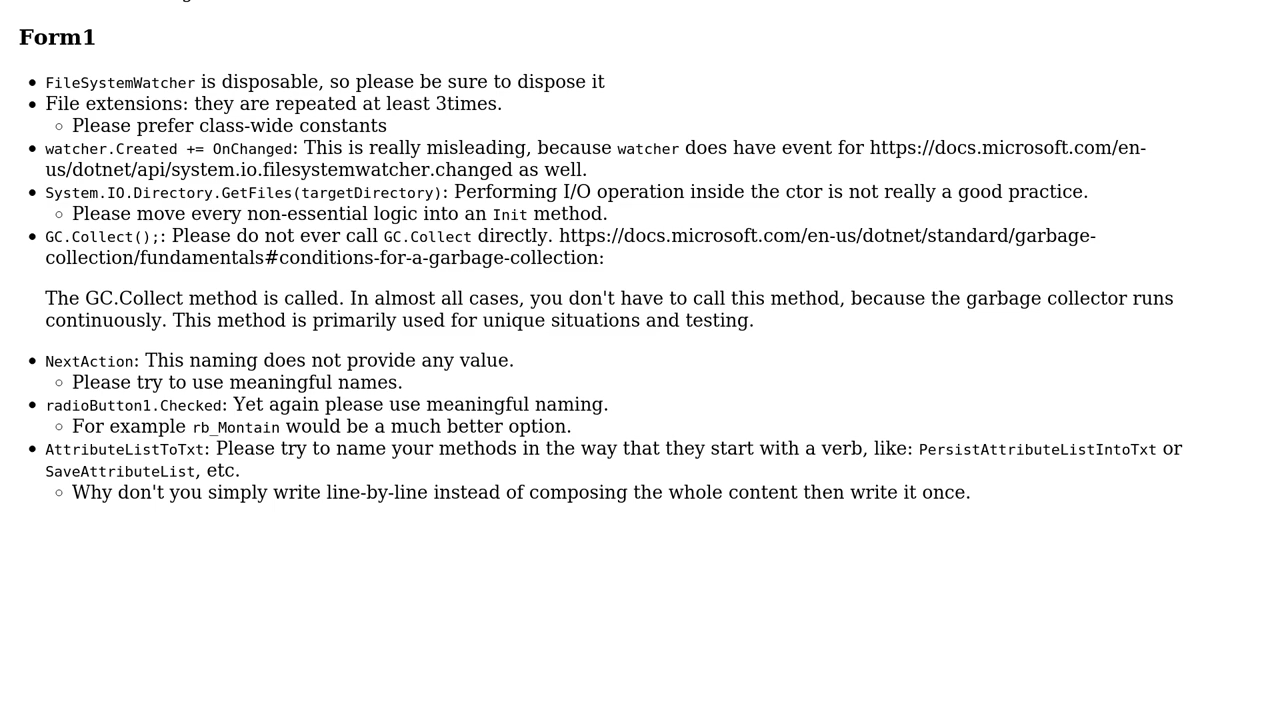 Form1
FileSystemWatcher is disposable, so please be sure to dispose it
File extensions: they are repeated at least 3times.
Please prefer class-wide constants
watcher.Created += OnChanged: This is really misleading, because watcher does have event for https://docs.microsoft.com/en-
us/dotnet/api/system.io.filesystemwatcher.changed as well.
System.IO.Directory.GetFiles(targetDirectory): Performing I/O operation inside the ctor is not really a good practice.
Please move every non-essential logic into an Init method.
GC.Collect();: Please do not ever call GC.Collect directly. https://docs.microsoft.com/en-us/dotnet/standard/garbage-
collection/fundamentals#conditions-for-a-garbage-collection:
The GC.Collect method is called. In almost all cases, you don't have to call this method, because the garbage collector runs
continuously. This method is primarily used for unique situations and testing.
NextAction: This naming does not provide any value.
Please try to use meaningful names.
radioButton1.Checked: Yet again please use meaningful naming.
For example rb_Montain would be a much better option.
AttributeListToTxt: Please try to name your methods in the way that they start with a verb, like: PersistAttributeListIntoTxt or
SaveAttributeList, etc.
Why don't you simply write line-by-line instead of composing the whole content then write it once.